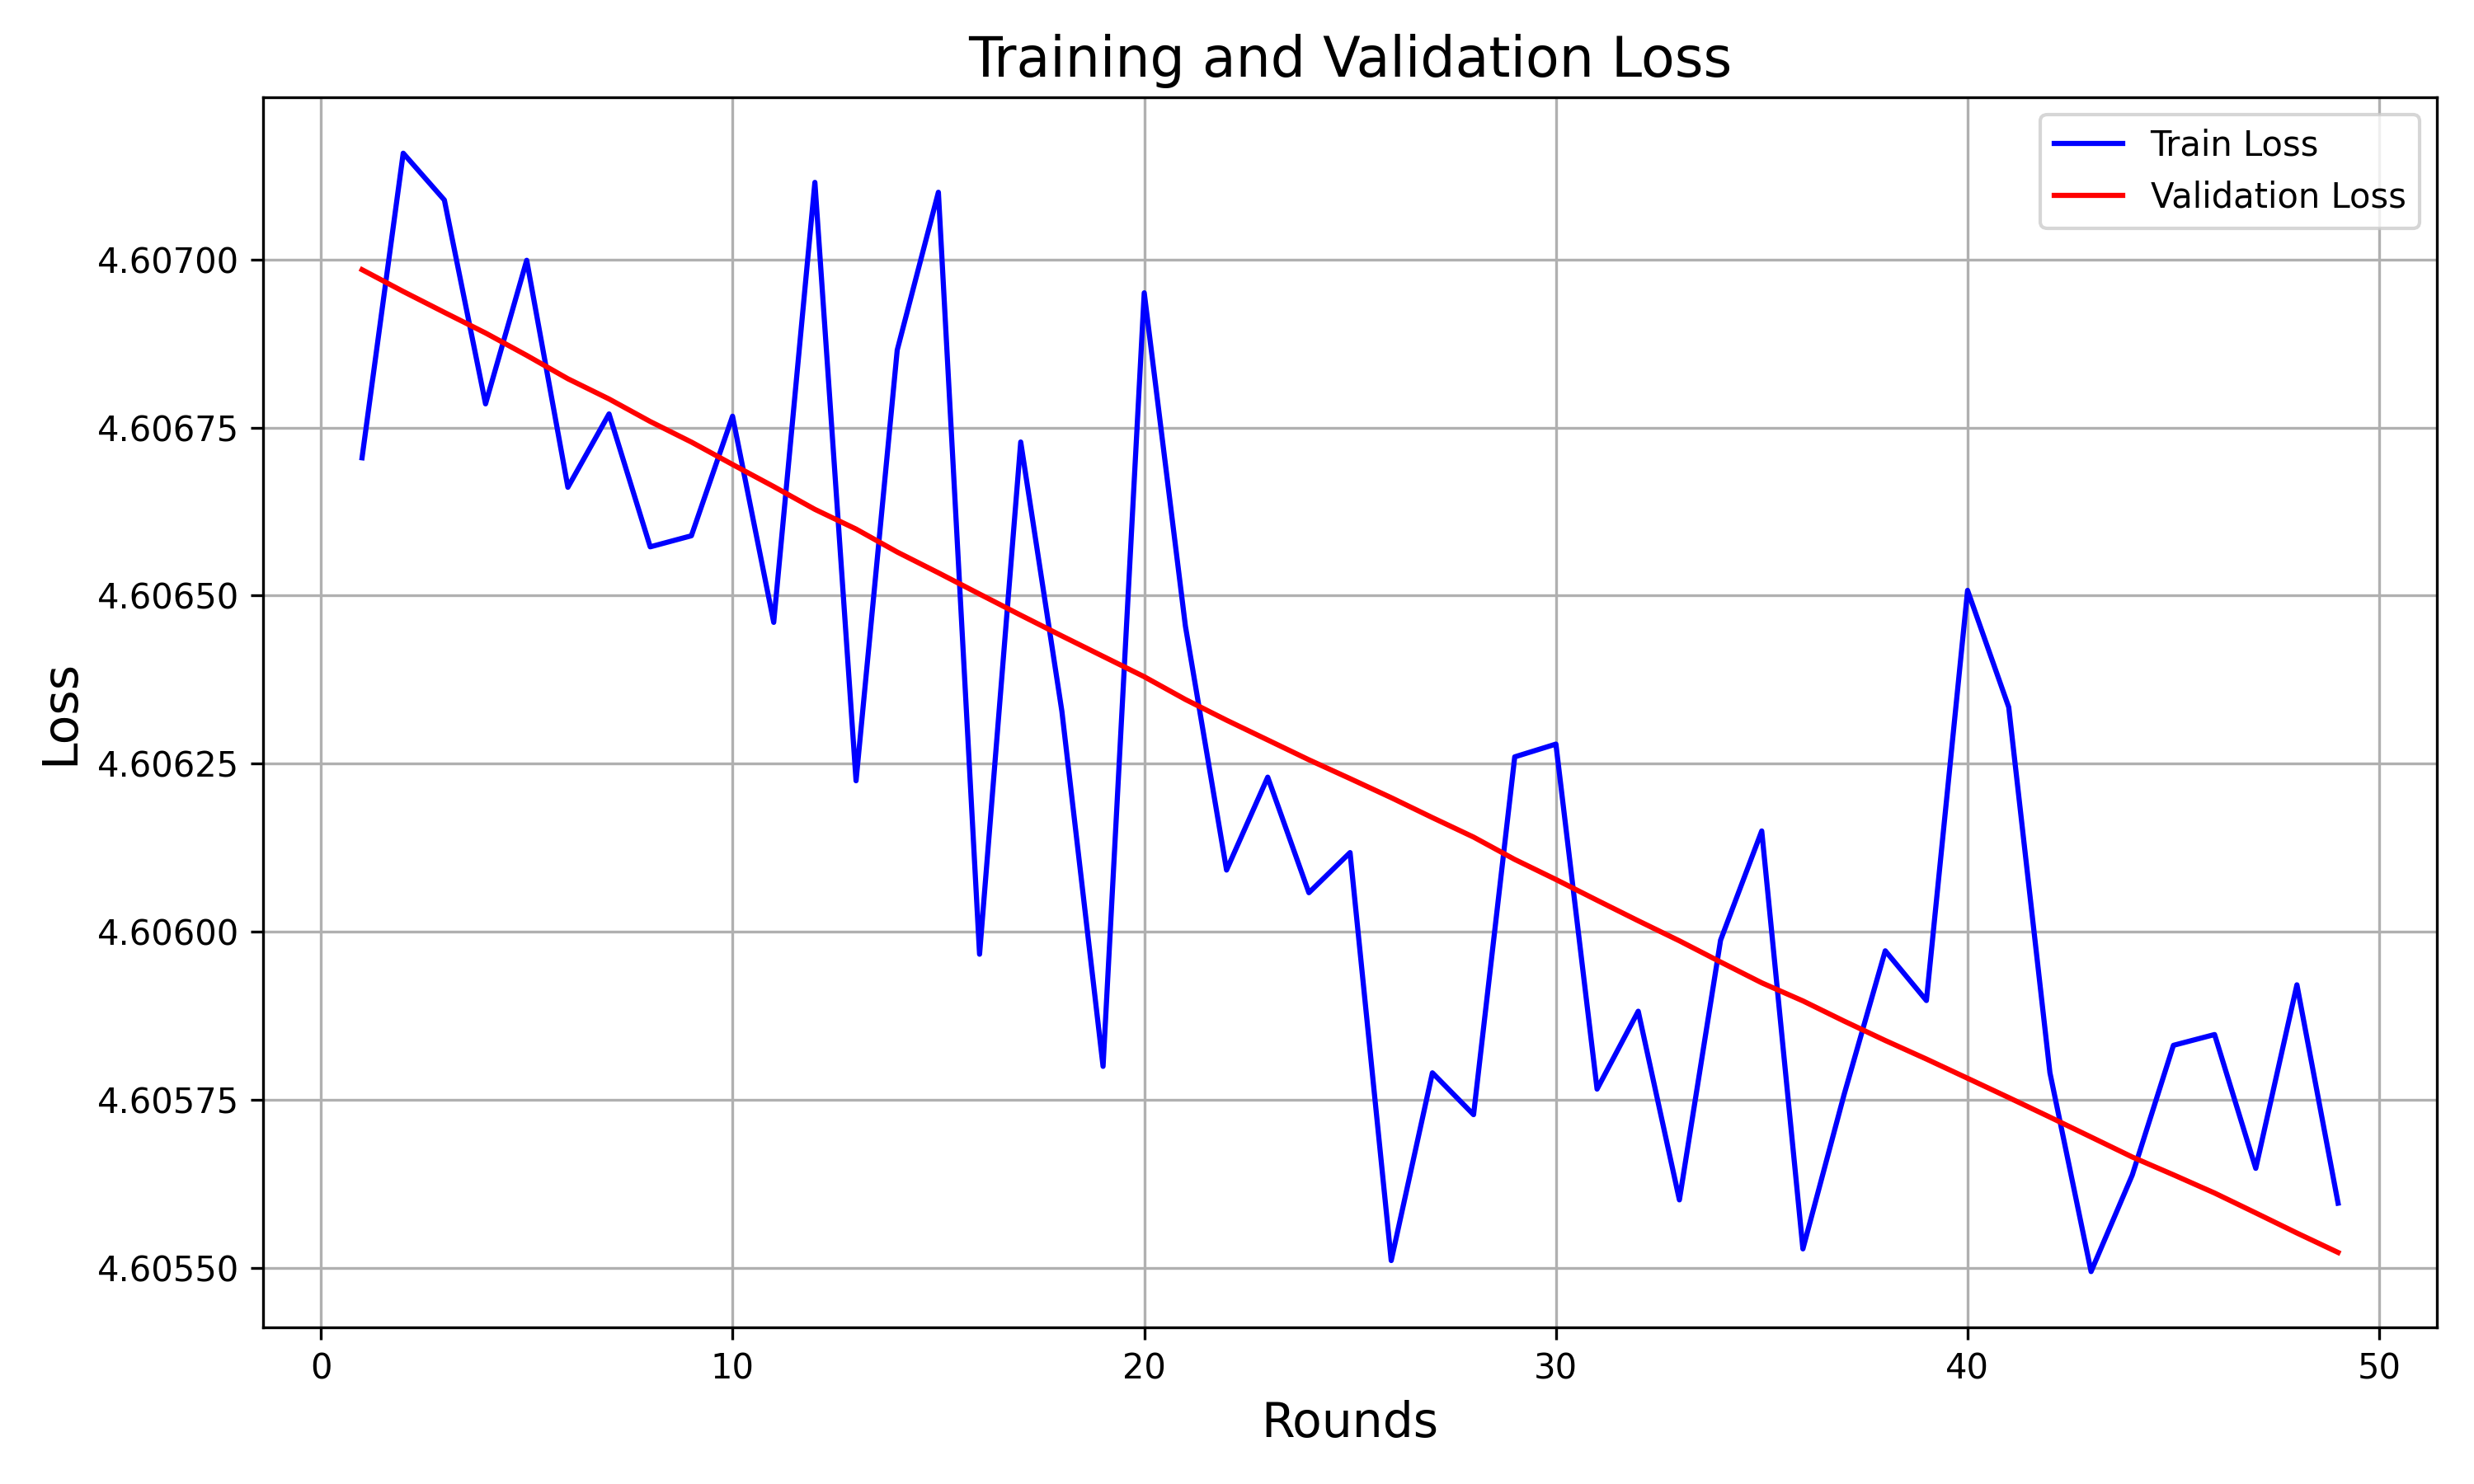 Training and Validation Loss
Train Loss
Validation Loss
4.60700
4.60675
4.60650
4.60625
4.60600
4.60575
4.60550
Loss
0 10 20 30 40 50
Rounds